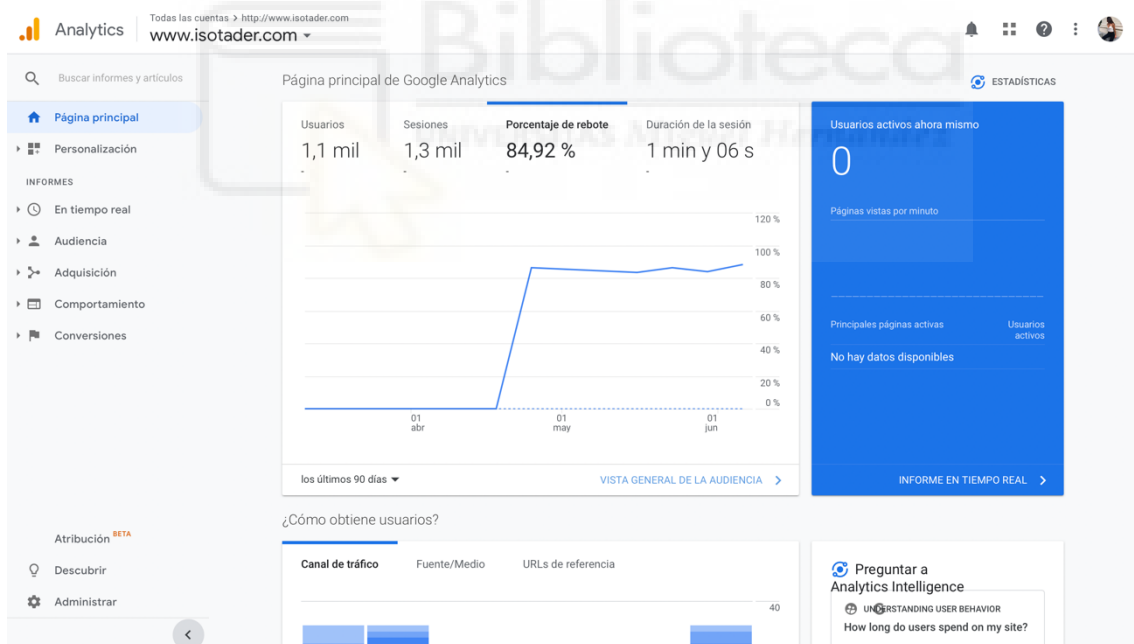 Analytics
Todas las cuentas > http://www.isotader.com
www.isotader.com
Biblioteca
UNIVERSITAS Miguel Hernández
Buscar informes y artículos
Página principal
Personalización
INFORMES
En tiempo real
Audiencia
Adquisición
Comportamiento
Conversiones
Atribución BETA
Descubrir
Administrar
Página principal de Google Analytics
ESTADÍSTICAS
Usuarios
1,1 mil
-
Sesiones
1,3 mil
-
Porcentaje de rebote
84,92 %
-
Duración de la sesión
1 min y 06 s
-
120 %
100 %
80 %
60 %
40 %
20 %
0 %
01
abr
01
may
01
jun
los últimos 90 días
VISTA GENERAL DE LA AUDIENCIA
Usuarios activos ahora mismo
0
Páginas vistas por minuto
Principales páginas activas
Usuarios
activos
No hay datos disponibles
INFORME EN TIEMPO REAL
¿Cómo obtiene usuarios?
Canal de tráfico
Fuente/Medio
URLs de referencia
40
Preguntar a
Analytics Intelligence
UNDERSTANDING USER BEHAVIOR
How long do users spend on my site?